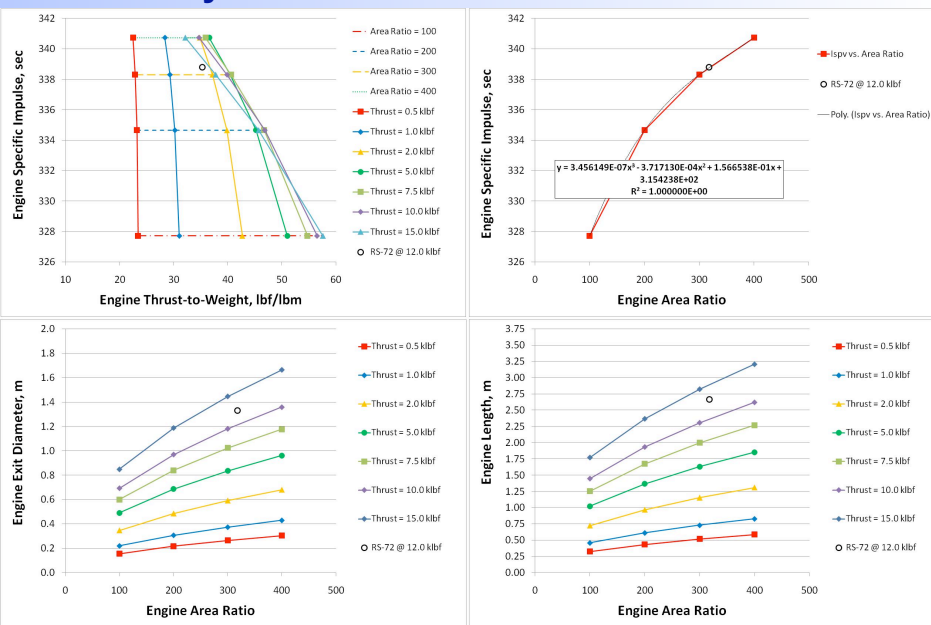 342
340
338
336
334
332
330
328
326
10
20
30
40
50
60
Engine Specific Impulse, sec
Engine Thrust-to-Weight, lbf/lbm
Area Ratio = 100
Area Ratio = 200
Area Ratio = 300
Area Ratio = 400
Thrust = 0.5 klbf
Thrust = 1.0 klbf
Thrust = 2.0 klbf
Thrust = 5.0 klbf
Thrust = 7.5 klbf
Thrust = 10.0 klbf
Thrust = 15.0 klbf
RS-72 @ 12.0 klbf
342
340
338
336
334
332
330
328
326
0
100
200
300
400
500
Engine Specific Impulse, sec
Engine Area Ratio
y = 3.456149E-07x³ - 3.717130E-04x² + 1.566538E-01x +
3.154238E+02
R² = 1.000000E+00
Ispv vs. Area Ratio
RS-72 @ 12.0 klbf
Poly. (Ispv vs. Area Ratio)
2.0
1.8
1.6
1.4
1.2
1.0
0.8
0.6
0.4
0.2
0.0
0
100
200
300
400
500
Engine Exit Diameter, m
Engine Area Ratio
Thrust = 0.5 klbf
Thrust = 1.0 klbf
Thrust = 2.0 klbf
Thrust = 5.0 klbf
Thrust = 7.5 klbf
Thrust = 10.0 klbf
Thrust = 15.0 klbf
RS-72 @ 12.0 klbf
3.75
3.50
3.25
3.00
2.75
2.50
2.25
2.00
1.75
1.50
1.25
1.00
0.75
0.50
0.25
0.00
0
100
200
300
400
500
Engine Length, m
Engine Area Ratio
Thrust = 0.5 klbf
Thrust = 1.0 klbf
Thrust = 2.0 klbf
Thrust = 5.0 klbf
Thrust = 7.5 klbf
Thrust = 10.0 klbf
Thrust = 15.0 klbf
RS-72 @ 12.0 klbf